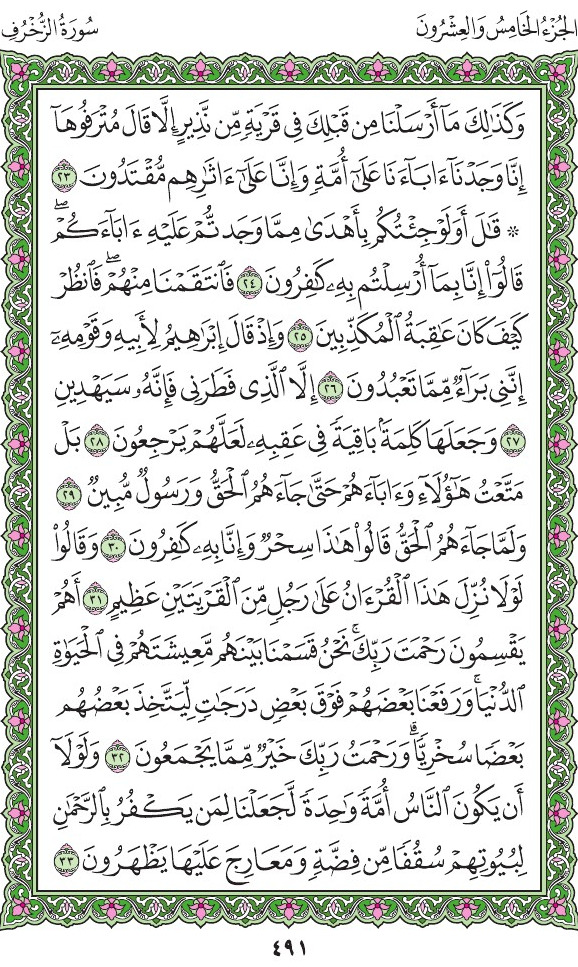 الجُزْءُ الخَامِسُ وَالعِشْرُونَ
سُورَةُ الزُّخْرُفِ
وَكَذَٰلِكَ مَآ أَرْسَلْنَا مِن قَبْلِكَ فِى قَرْيَةٍۢ مِّن نَّذِيرٍ إِلَّا قَالَ مُتْرَفُوهَآ
إِنَّا وَجَدْنَآ ءَابَآءَنَا عَلَىٰٓ أُمَّةٍۢ وَإِنَّا عَلَىٰٓ ءَاثَٰرِهِم مُّقْتَدُونَ ٢٣
۞ قَٰلَ أَوَلَوْ جِئْتُكُم بِأَهْدَىٰ مِمَّا وَجَدتُّمْ عَلَيْهِ ءَابَآءَكُمْ ۖ
قَالُوٓا۟ إِنَّا بِمَآ أُرْسِلْتُم بِهِۦ كَٰفِرُونَ ٢٤ فَٱنتَقَمْنَا مِنْهُمْ ۖ فَٱنظُرْ
كَيْفَ كَانَ عَٰقِبَةُ ٱلْمُكَذِّبِينَ ٢٥ وَإِذْ قَالَ إِبْرَٰهِيمُ لِأَبِيهِ وَقَوْمِهِۦٓ
إِنَّنِى بَرَآءٌۭ مِّمَّا تَعْبُدُونَ ٢٦ إِلَّا ٱلَّذِى فَطَرَنِى فَإِنَّهُۥ سَيَهْدِينِ
٢٧ وَجَعَلَهَا كَلِمَةًۢ بَاقِيَةًۭ فِى عَقِبِهِۦ لَعَلَّهُمْ يَرْجِعُونَ ٢٨ بَلْ
مَتَّعْتُ هَٰٓؤُلَآءِ وَءَابَآءَهُمْ حَتَّىٰ جَآءَهُمُ ٱلْحَقُّ وَرَسُولٌۭ مُّبِينٌۭ ٢٩
وَلَمَّا جَآءَهُمُ ٱلْحَقُّ قَالُوا۟ هَٰذَا سِحْرٌۭ وَإِنَّا بِهِۦ كَٰفِرُونَ ٣٠ وَقَالُوا۟
لَوْلَا نُزِّلَ هَٰذَا ٱلْقُرْءَانُ عَلَىٰ رَجُلٍۢ مِّنَ ٱلْقَرْيَتَيْنِ عَظِيمٍ ٣١ أَهُمْ
يَقْسِمُونَ رَحْمَتَ رَبِّكَ ۚ نَحْنُ قَسَمْنَا بَيْنَهُم مَّعِيشَتَهُمْ فِى ٱلْحَيَوٰةِ
ٱلدُّنْيَا ۚ وَرَفَعْنَا بَعْضَهُمْ فَوْقَ بَعْضٍۢ دَرَجَٰتٍۢ لِّيَتَّخِذَ بَعْضُهُم
بَعْضًۭا سُخْرِيًّۭا ۗ وَرَحْمَتُ رَبِّكَ خَيْرٌۭ مِّمَّا يَجْمَعُونَ ٣٢ وَلَوْلَآ
أَن يَكُونَ ٱلنَّاسُ أُمَّةًۭ وَٰحِدَةًۭ لَّجَعَلْنَا لِمَن يَكْفُرُ بِٱلرَّحْمَٰنِ
لِبُيُوتِهِمْ سُقُفًۭا مِّن فِضَّةٍۢ وَمَعَارِجَ عَلَيْهَا يَظْهَرُونَ ٣٣
٤٩١